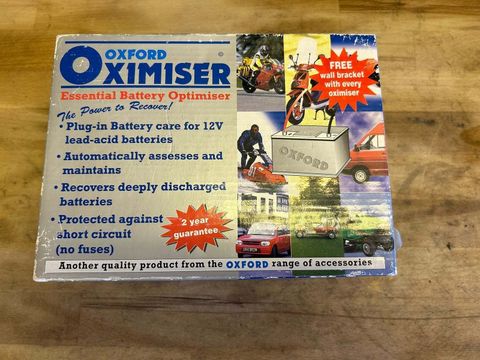 OXFORD
OXIMISER
Essential Battery Optimiser
The Power to Recover!
• Plug-in Battery care for 12V
lead-acid batteries
• Automatically assesses and
maintains
• Recovers deeply discharged
batteries
• Protected against
short circuit
(no fuses)
2 year
guarantee
FREE
wall bracket
with every
oximiser
OXFORD
Another quality product from the OXFORD range of accessories